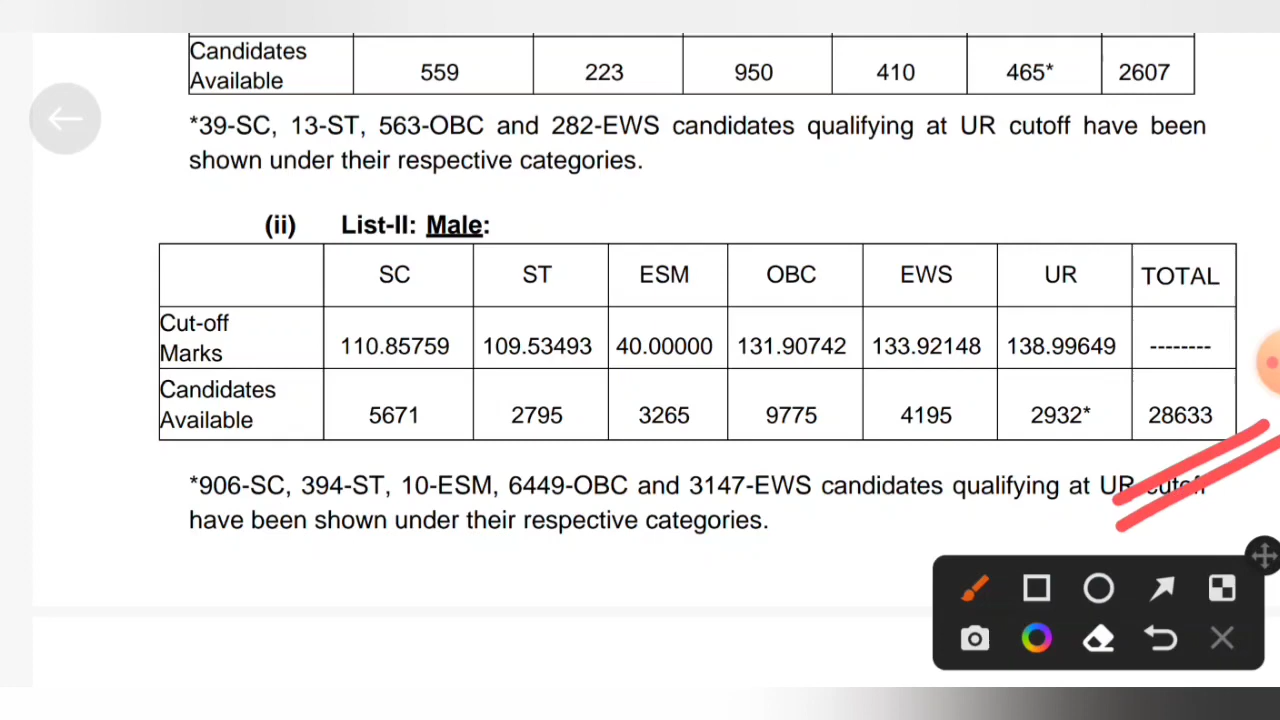 Candidates Available 559 223 950 410 465* 2607
*39-SC, 13-ST, 563-OBC and 282-EWS candidates qualifying at UR cutoff have been
shown under their respective categories.
(ii) List-II: Male:
SC ST ESM OBC EWS UR TOTAL
Cut-off Marks 110.85759 109.53493 40.00000 131.90742 133.92148 138.99649 --------
Candidates Available 5671 2795 3265 9775 4195 2932* 28633
*906-SC, 394-ST, 10-ESM, 6449-OBC and 3147-EWS candidates qualifying at UR cutoff
have been shown under their respective categories.